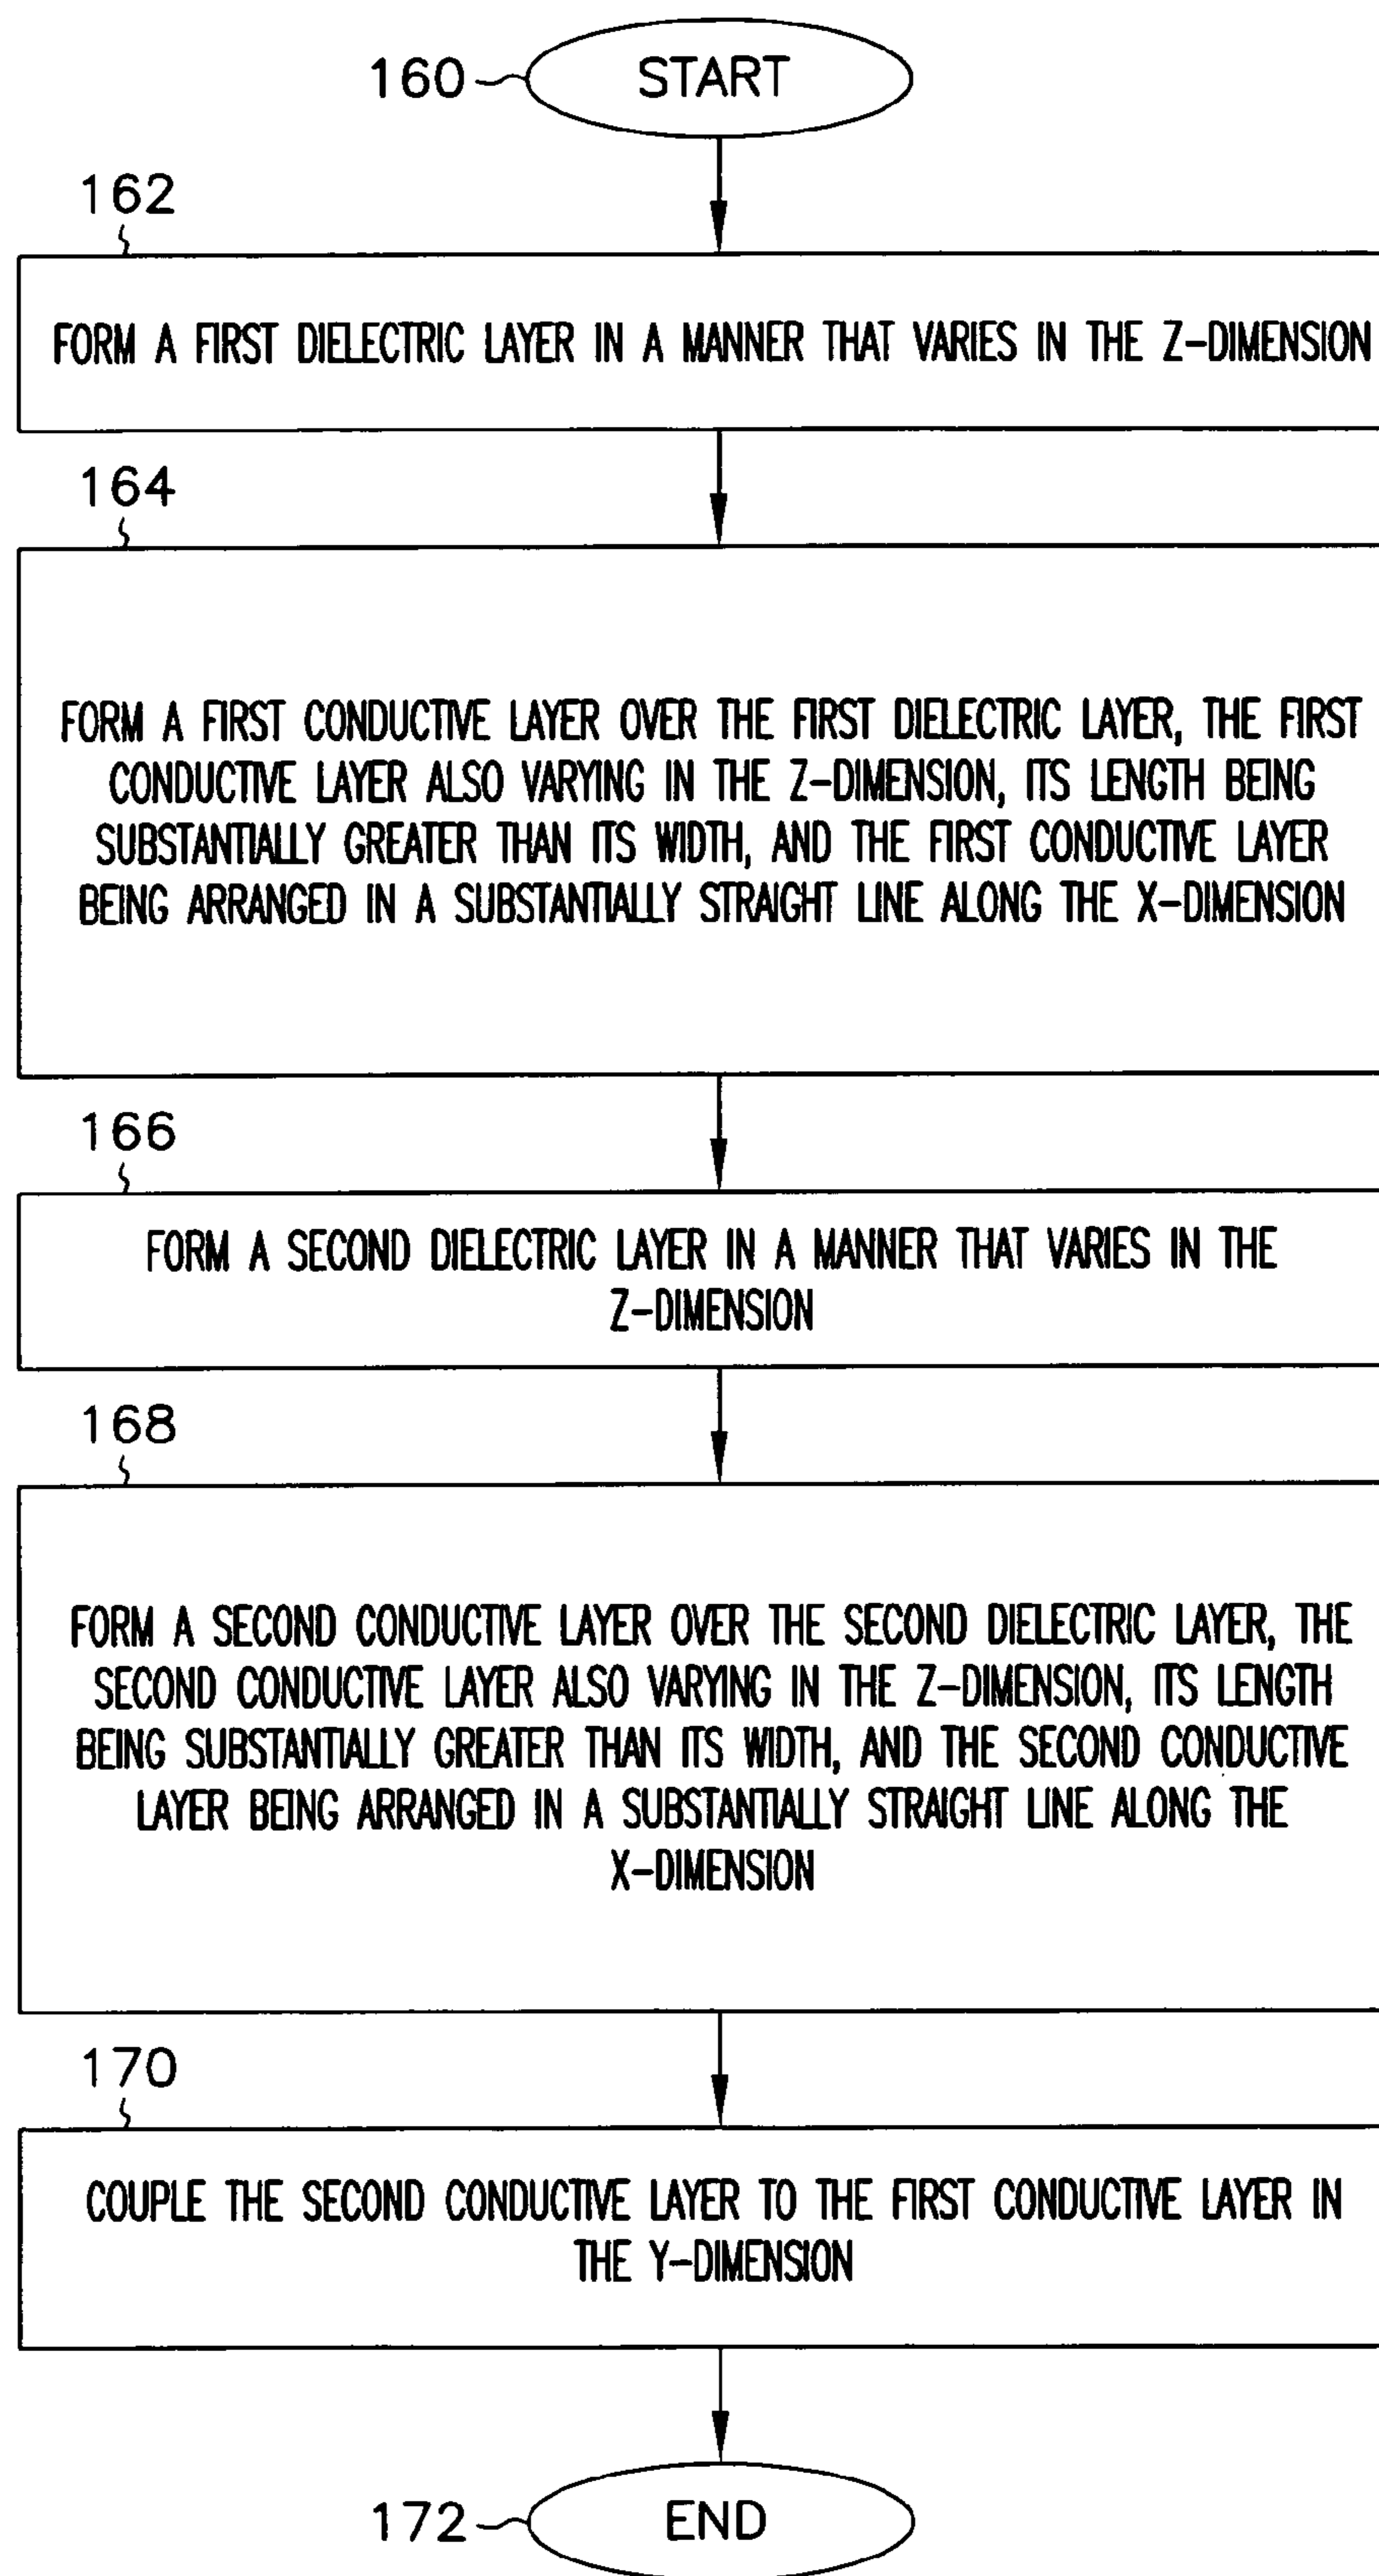 160
START
162
FORM A FIRST DIELECTRIC LAYER IN A MANNER THAT VARIES IN THE Z-DIMENSION
164
FORM A FIRST CONDUCTIVE LAYER OVER THE FIRST DIELECTRIC LAYER, THE FIRST
CONDUCTIVE LAYER ALSO VARYING IN THE Z-DIMENSION, ITS LENGTH BEING
SUBSTANTIALLY GREATER THAN ITS WIDTH, AND THE FIRST CONDUCTIVE LAYER
BEING ARRANGED IN A SUBSTANTIALLY STRAIGHT LINE ALONG THE X-DIMENSION
166
FORM A SECOND DIELECTRIC LAYER IN A MANNER THAT VARIES IN THE
Z-DIMENSION
168
FORM A SECOND CONDUCTIVE LAYER OVER THE SECOND DIELECTRIC LAYER, THE
SECOND CONDUCTIVE LAYER ALSO VARYING IN THE Z-DIMENSION, ITS LENGTH
BEING SUBSTANTIALLY GREATER THAN ITS WIDTH, AND THE SECOND CONDUCTIVE
LAYER BEING ARRANGED IN A SUBSTANTIALLY STRAIGHT LINE ALONG THE
X-DIMENSION
170
COUPLE THE SECOND CONDUCTIVE LAYER TO THE FIRST CONDUCTIVE LAYER IN
THE Y-DIMENSION
172
END